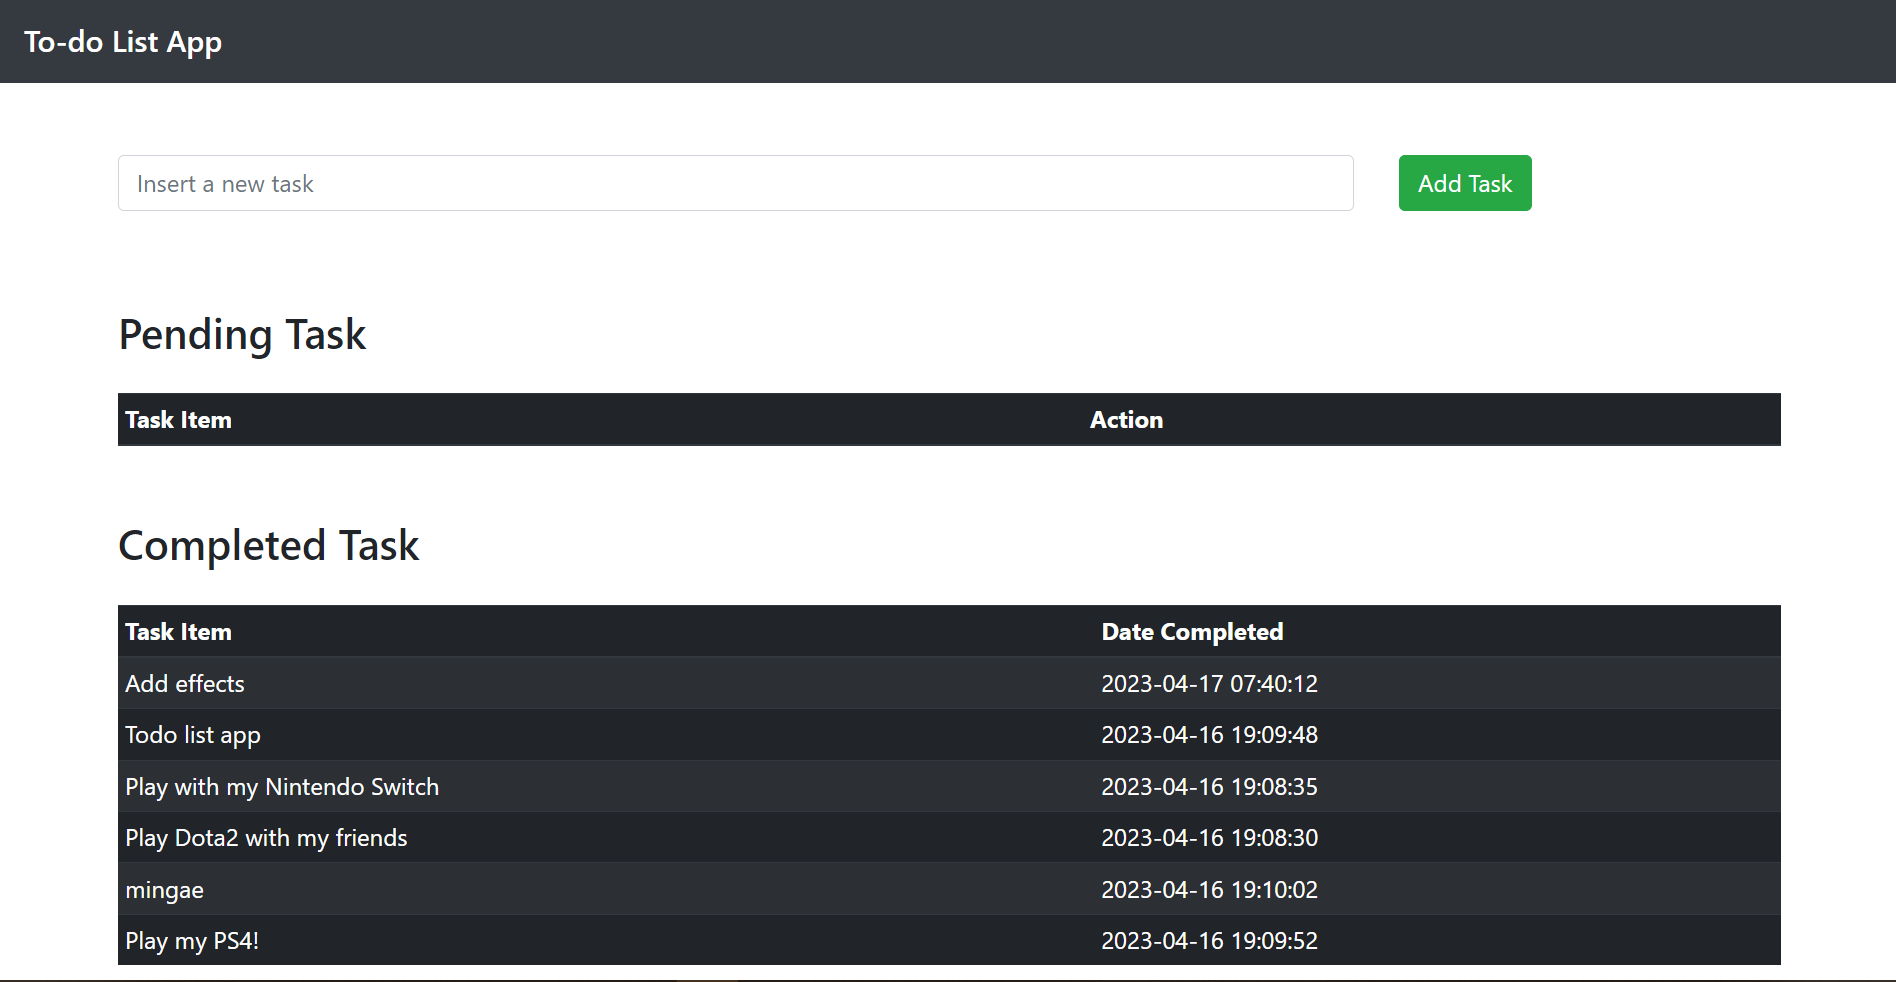 To-do List App
Insert a new task
Add Task
Pending Task
Task Item Action
Completed Task
Task Item Date Completed
Add effects 2023-04-17 07:40:12
Todo list app 2023-04-16 19:09:48
Play with my Nintendo Switch 2023-04-16 19:08:35
Play Dota2 with my friends 2023-04-16 19:08:30
mingae 2023-04-16 19:10:02
Play my PS4! 2023-04-16 19:09:52